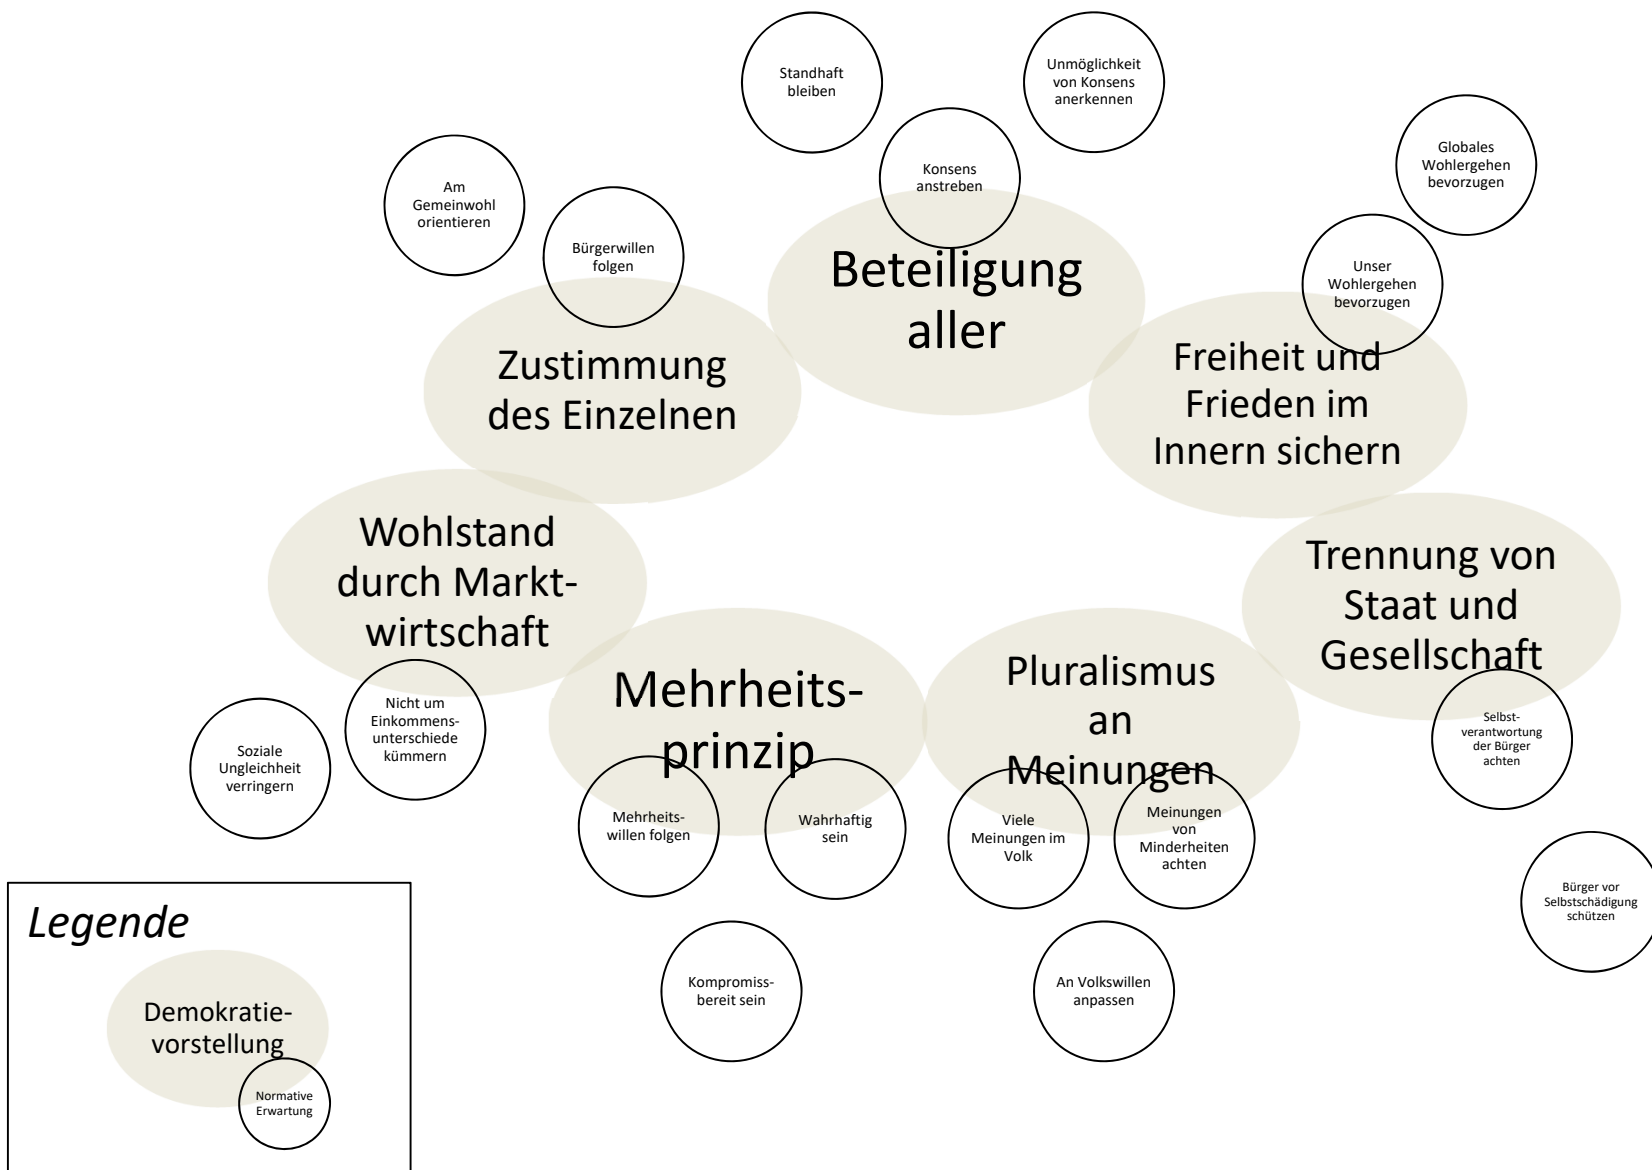 Standhaft
bleiben
Unmöglichkeit
von Konsens
anerkennen
Konsens
anstreben
Globales
Wohlergehen
bevorzugen
Am
Gemeinwohl
orientieren
Bürgerwillen
folgen
Unser
Wohlergehen
bevorzugen
Beteiligung
aller
Zustimmung
des Einzelnen
Freiheit und
Frieden im
Innern sichern
Wohlstand
durch Markt-
wirtschaft
Trennung von
Staat und
Gesellschaft
Mehrheits-
prinzip
Pluralismus
an
Meinungen
Soziale
Ungleichheit
verringern
Nicht um
Einkommens-
unterschiede
kümmern
Mehrheits-
willen folgen
Wahrhaftig
sein
Viele
Meinungen im
Volk
Meinungen
von
Minderheiten
achten
Selbst-
verantwortung
der Bürger
achten
Kompromiss-
bereit sein
An Volkswillen
anpassen
Bürger vor
Selbstschädigung
schützen
Legende
Demokratie-
vorstellung
Normative
Erwartung